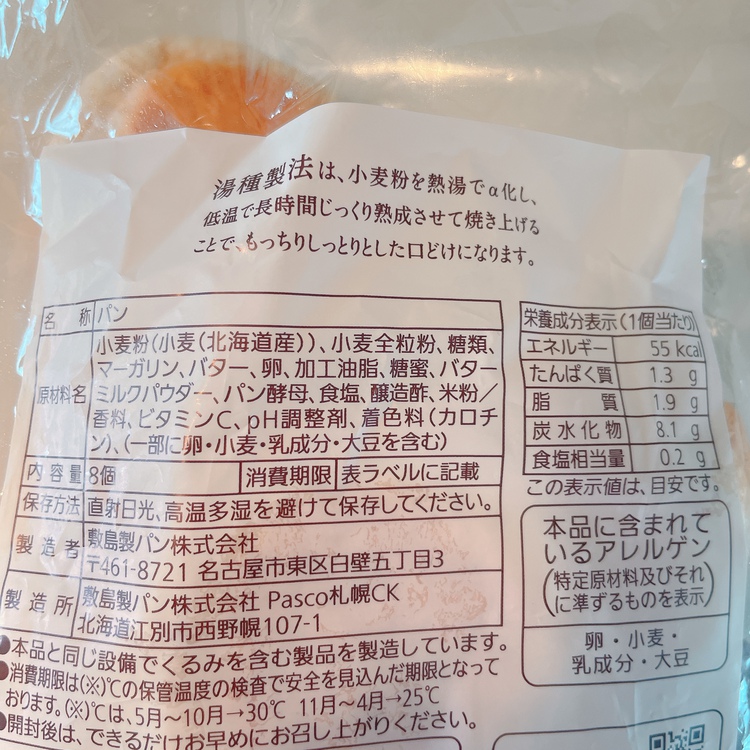 湯種製法は、小麦粉を熱湯でα化し、
低温で長時間じっくり熟成させて焼き上げる
ことで、もっちりしっとりとした口どけになります。
名称 パン
原材料名 小麦粉(小麦(北海道産))、小麦全粒粉、糖類、
マーガリン、バター、卵、加工油脂、糖蜜、バター
ミルクパウダー、パン酵母、食塩、醸造酢、米粉／
香料、ビタミンC、pH調整剤、着色料(カロチ
ン)、(一部に卵・小麦・乳成分・大豆を含む)
内容量 8個 消費期限 表ラベルに記載
保存方法 直射日光、高温多湿を避けて保存してください。
製造者 敷島製パン株式会社
〒461-8721 名古屋市東区白壁五丁目3
製造所 敷島製パン株式会社 Pasco札幌CK
北海道江別市西野幌107-1
●本品と同じ設備でくるみを含む製品を製造しています。
●消費期限は(※)℃の保管温度の検査で安全を見込んだ期限となって
おります。(※)℃は、5月〜10月→30℃ 11月〜4月→25℃
●開封後は、できるだけお早めにお召し上がりください。
栄養成分表示(1個当たり)
エネルギー 55 kcal
たんぱく質 1.3 g
脂質 1.9 g
炭水化物 8.1 g
食塩相当量 0.2 g
この表示値は、目安です。
本品に含まれて
いるアレルゲン
(特定原材料及びそれ
に準ずるものを表示)
卵・小麦・
乳成分・大豆